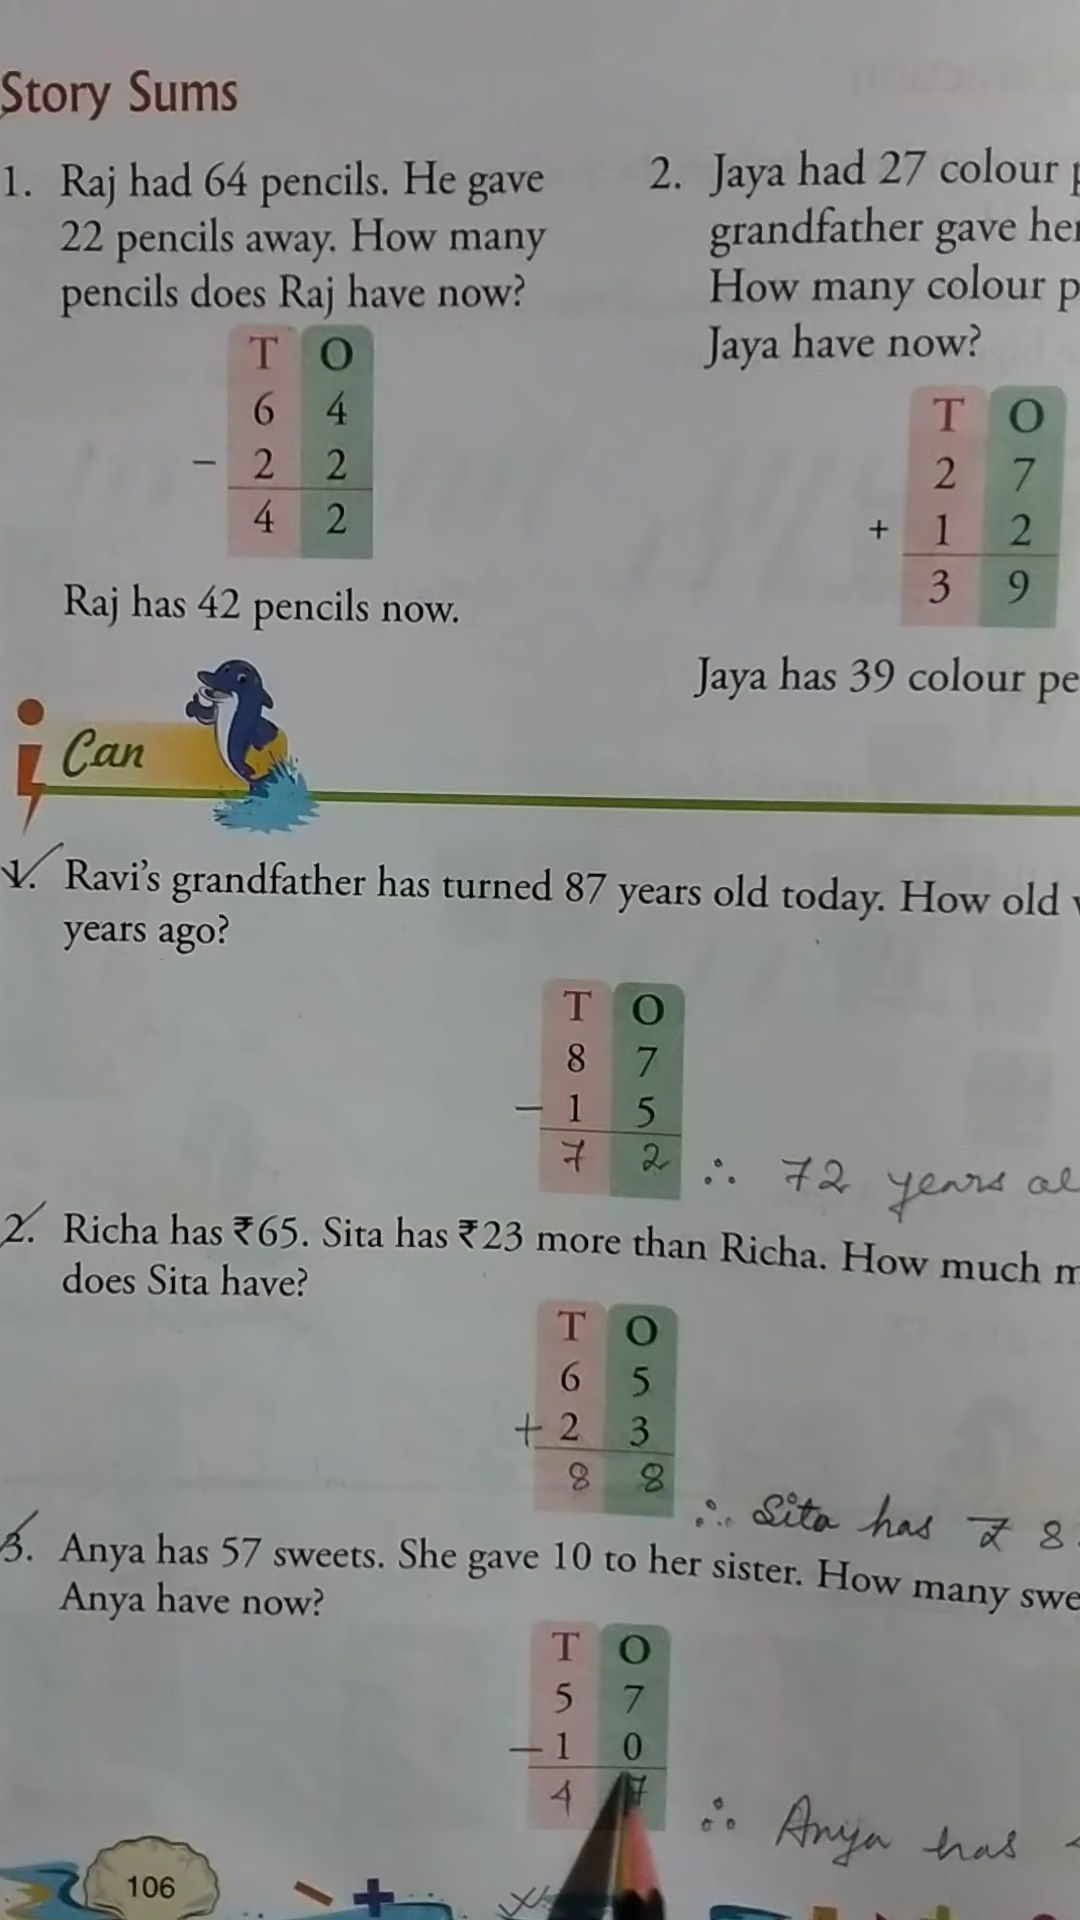 Story Sums
1. Raj had 64 pencils. He gave
22 pencils away. How many
pencils does Raj have now?
T O
6 4
– 2 2
4 2
Raj has 42 pencils now.
2. Jaya had 27 colour
grandfather gave her
How many colour p
Jaya have now?
T O
2 7
+ 1 2
3 9
Jaya has 39 colour pe
i Can
1. Ravi's grandfather has turned 87 years old today. How old
years ago?
T O
8 7
– 1 5
7 2 ∴ 72 years
2. Richa has ₹65. Sita has ₹23 more than Richa. How much m
does Sita have?
T O
6 5
+ 2 3
8 8
∴ Sita has ₹ 8
3. Anya has 57 sweets. She gave 10 to her sister. How many swe
Anya have now?
T O
5 7
– 1 0
4 7
∴ Anya has
106